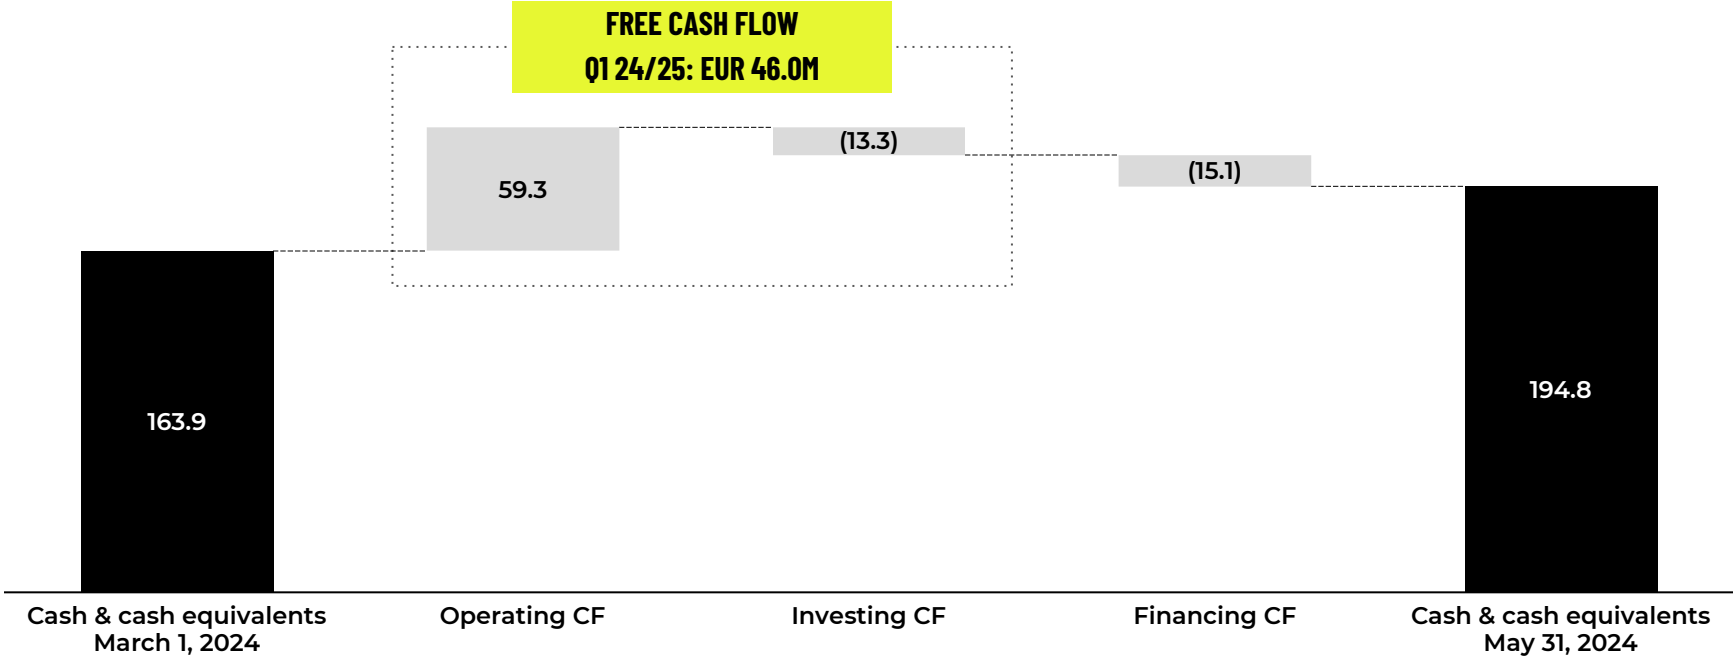 FREE CASH FLOW
Q1 24/25: EUR 46.0M
(13.3)
(15.1)
59.3
194.8
163.9
Cash & cash equivalents
March 1, 2024
Operating CF
Investing CF
Financing CF
Cash & cash equivalents
May 31, 2024